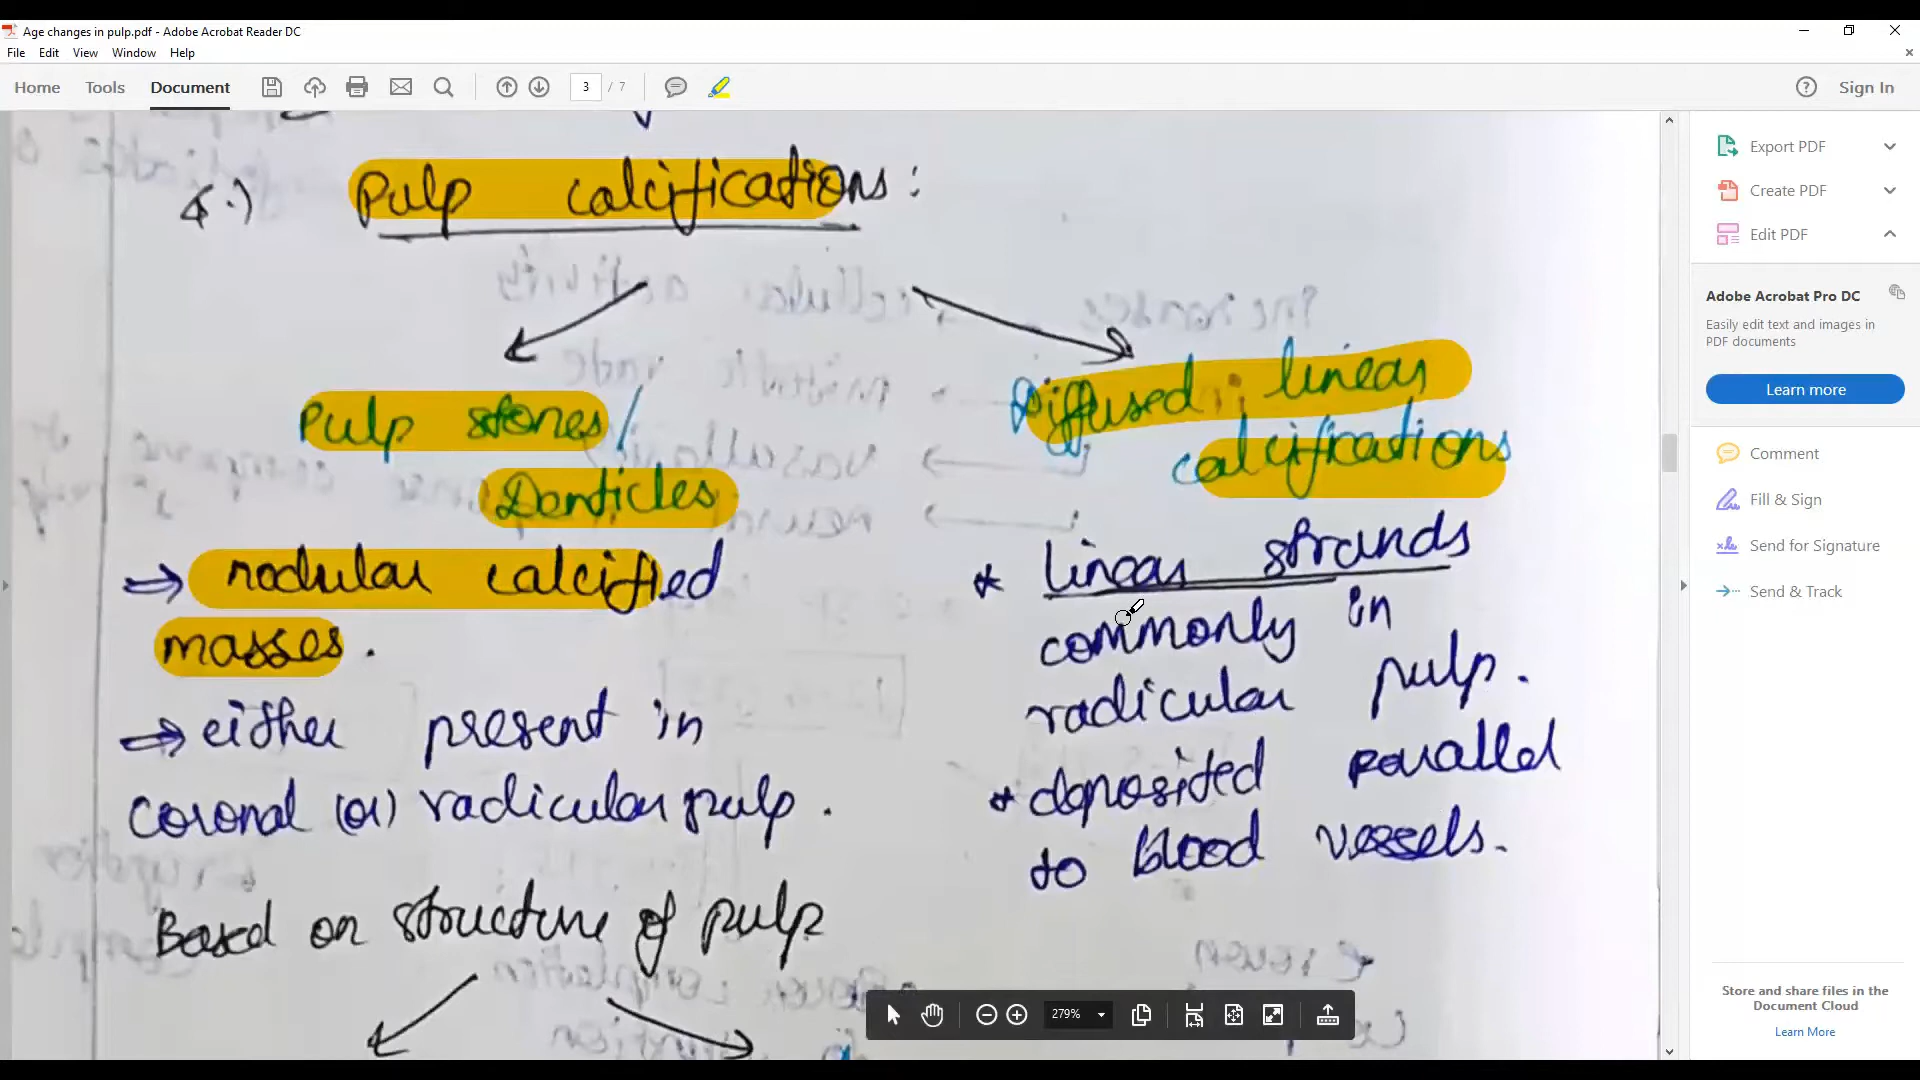 Age changes in pulp.pdf - Adobe Acrobat Reader DC
File Edit View Window Help
Home Tools Document 3 / 7 Sign In
Pulp calcifications:
Pulp stones/
Denticles
→ nodular calcified
masses.
→ either present in
coronal (or) radicular pulp.
Based on structure of pulp
Diffused linear
calcifications
* linear strands
commonly in
radicular pulp.
* deposited parallel
to blood vessels.
279%
Export PDF
Create PDF
Edit PDF
Adobe Acrobat Pro DC
Easily edit text and images in
PDF documents
Learn more
Comment
Fill & Sign
Send for Signature
Send & Track
Store and share files in the
Document Cloud
Learn More